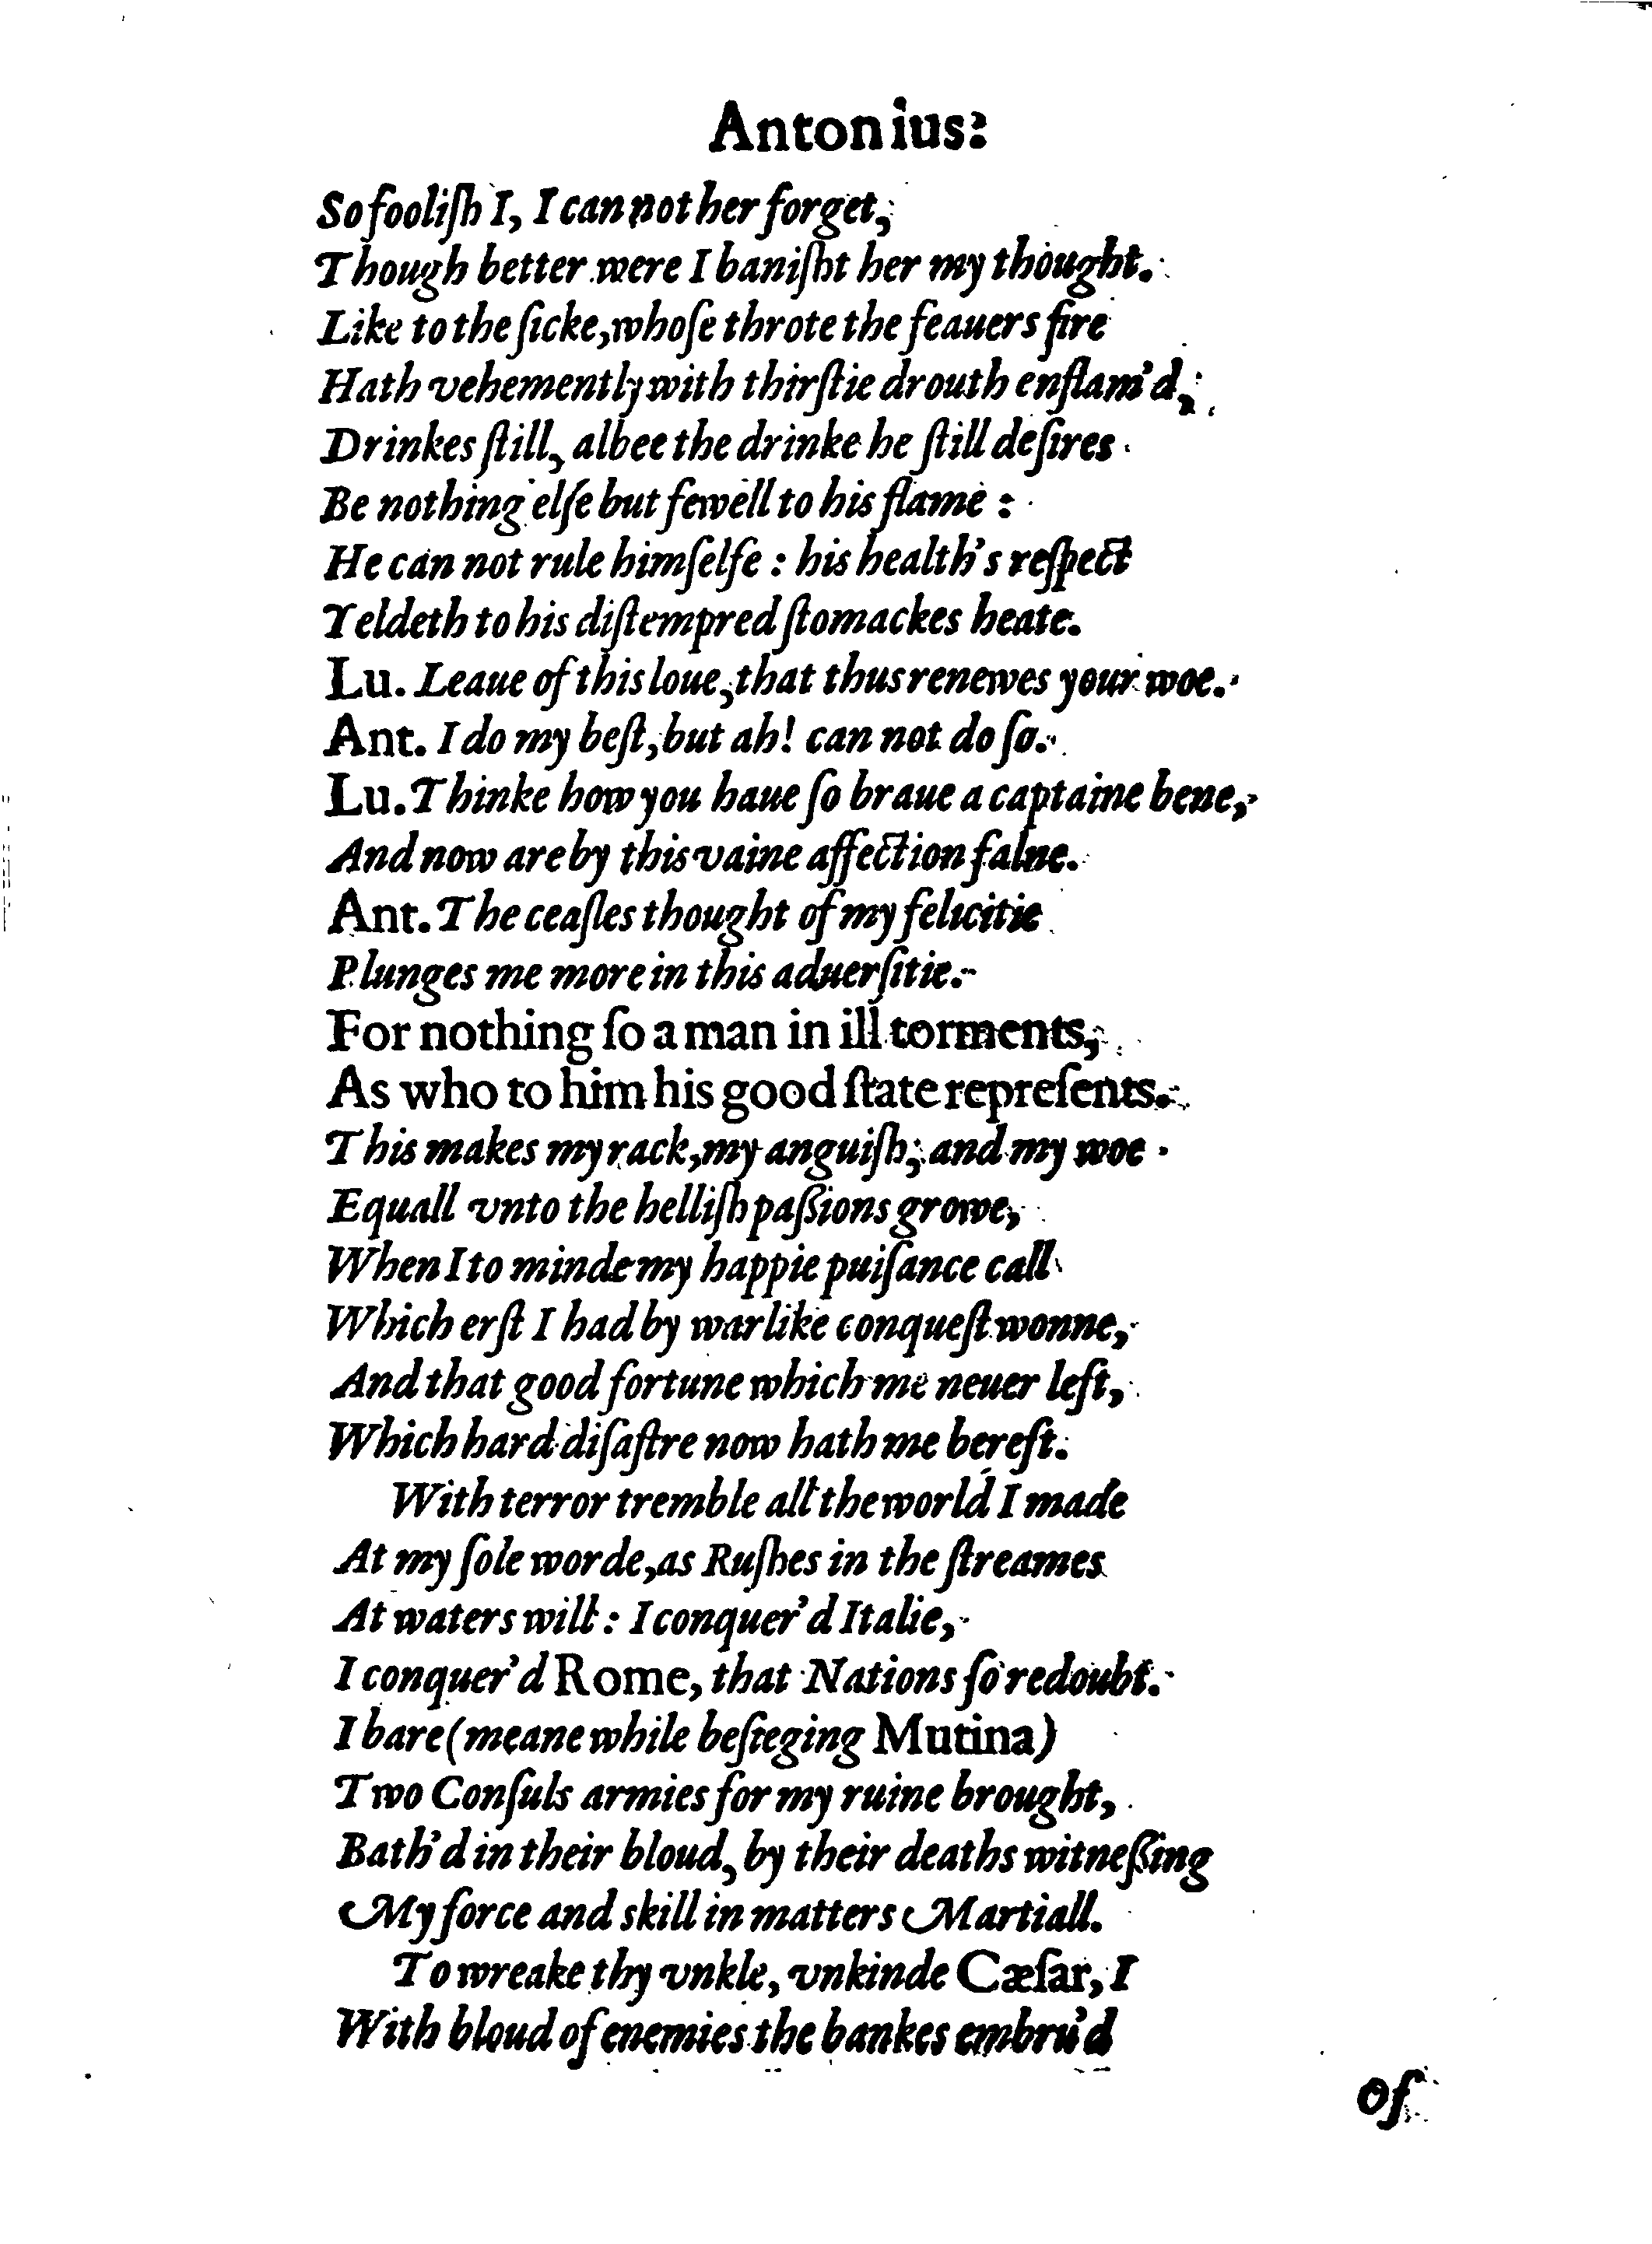 Antonius:
So fooliſh I, I can not her forget,
Though better were I baniſht her my thought.
Like to the ſicke, whoſe throte the feauers fire
Hath vehemently with thirſtie drouth enflam'd,
Drinkes ſtill, albee the drinke he ſtill deſires
Be nothing elſe but fewell to his flame:
He can not rule himſelfe: his health's reſpect
Yeldeth to his diſtempred ſtomackes heate.
Lu. Leaue of this loue, that thus renewes your woe.
Ant. I do my beſt, but ah! can not do ſo.
Lu. Thinke how you haue ſo braue a captaine bene,
And now are by this vaine affection falne.
Ant. The ceaſles thought of my felicitie
Plunges me more in this aduerſitie.
For nothing ſo a man in ill torments,
As who to him his good ſtate repreſents.
This makes my rack, my anguiſh, and my woe
Equall vnto the helliſh paßions growe,
When I to minde my happie puiſance call
Which erſt I had by warlike conqueſt wonne,
And that good fortune which me neuer left,
Which hard diſaſtre now hath me bereft.
With terror tremble all the world I made
At my ſole worde, as Ruſhes in the ſtreames
At waters will: I conquer'd Italie,
I conquer'd Rome, that Nations ſo redoubt.
I bare (meane while beſieging Mutina)
Two Conſuls armies for my ruine brought,
Bath'd in their bloud, by their deaths witneßing
My force and skill in matters Martiall.
To wreake thy vnkle, vnkinde Cæſar, I
With bloud of enemies the bankes embru'd
Of